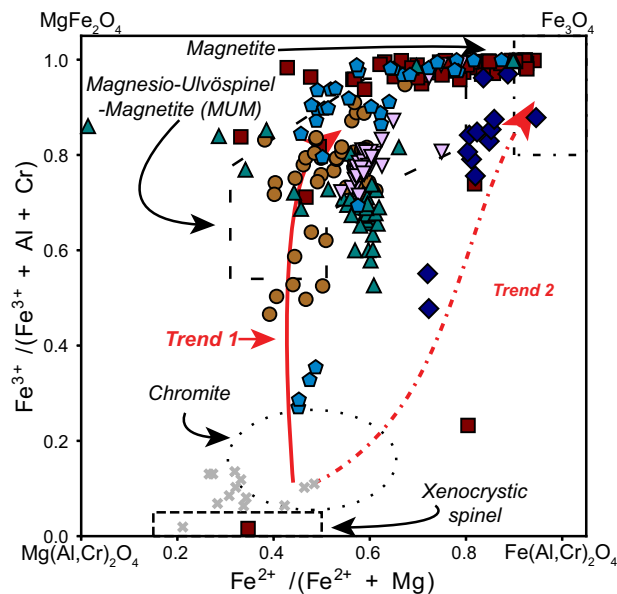 MgFe₂O₄
Fe₃O₄
Magnetite
1.0
Magnesio-Ulvöspinel
-Magnetite (MUM)
0.8
0.6
Trend 2
Trend 1
0.4
Chromite
0.2
Xenocrystic
spinel
0.0
Mg(Al,Cr)₂O₄
0.2
0.4
0.6
0.8
Fe(Al,Cr)₂O₄
Fe²⁺ /(Fe²⁺ + Mg)
Fe³⁺ /(Fe³⁺ + Al + Cr)